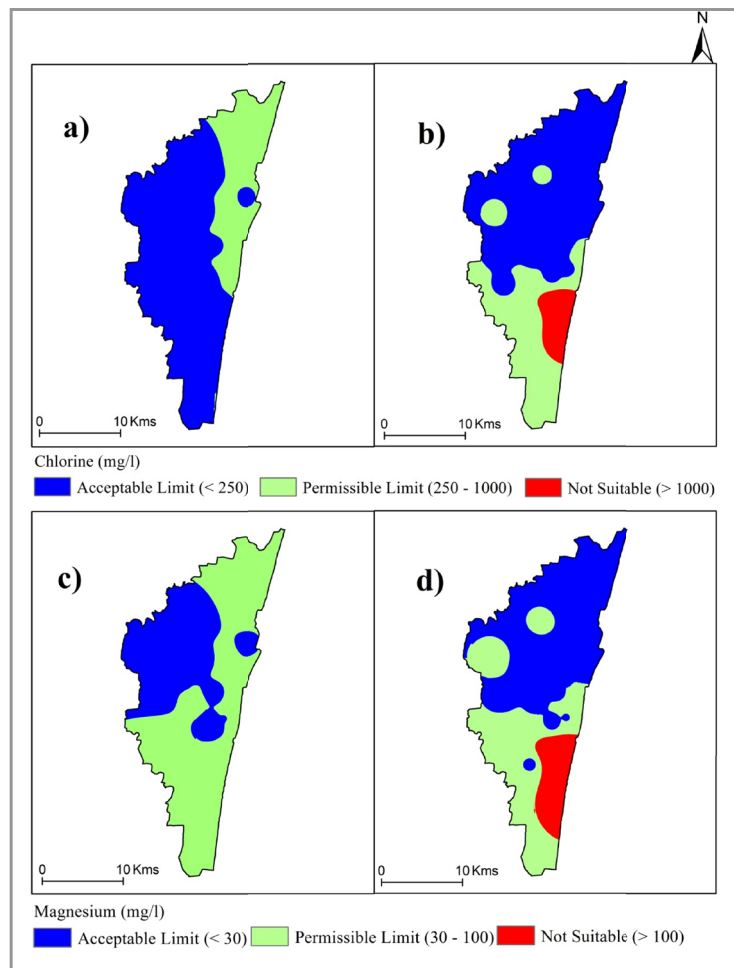 N
a)
b)
0 10 Kms
0 10 Kms
Chlorine (mg/l)
Acceptable Limit (< 250) Permissible Limit (250 - 1000) Not Suitable (> 1000)
c)
d)
0 10 Kms
0 10 Kms
Magnesium (mg/l)
Acceptable Limit (< 30) Permissible Limit (30 - 100) Not Suitable (> 100)